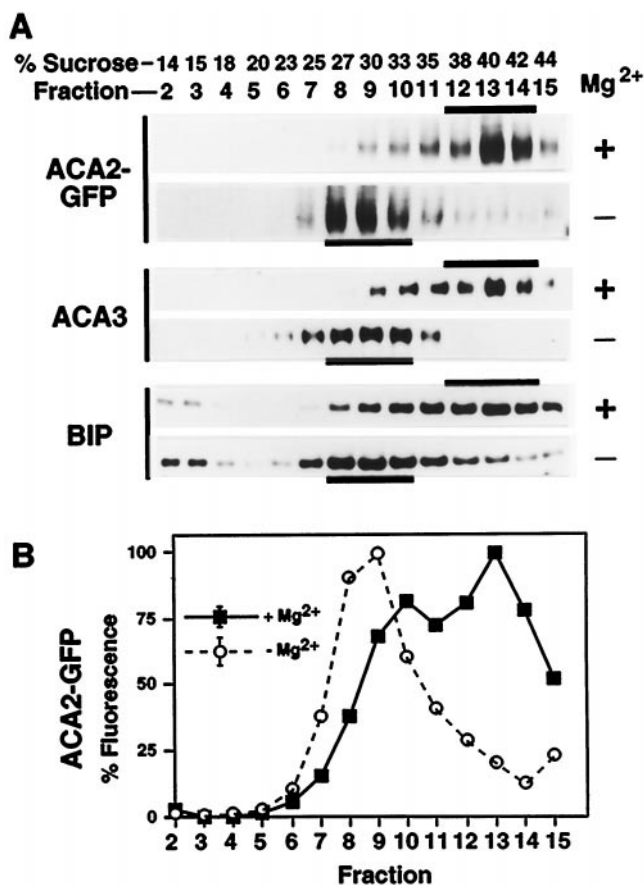 A
% Sucrose 14 15 18 20 23 25 27 30 33 35 38 40 42 44
Fraction 2 3 4 5 6 7 8 9 10 11 12 13 14 15 Mg2+
ACA2-
GFP
+
−
ACA3
+
−
BIP
+
−
B
ACA2-GFP
% Fluorescence
100
75
50
25
0
+ Mg2+
- Mg2+
2 3 4 5 6 7 8 9 10 11 12 13 14 15
Fraction